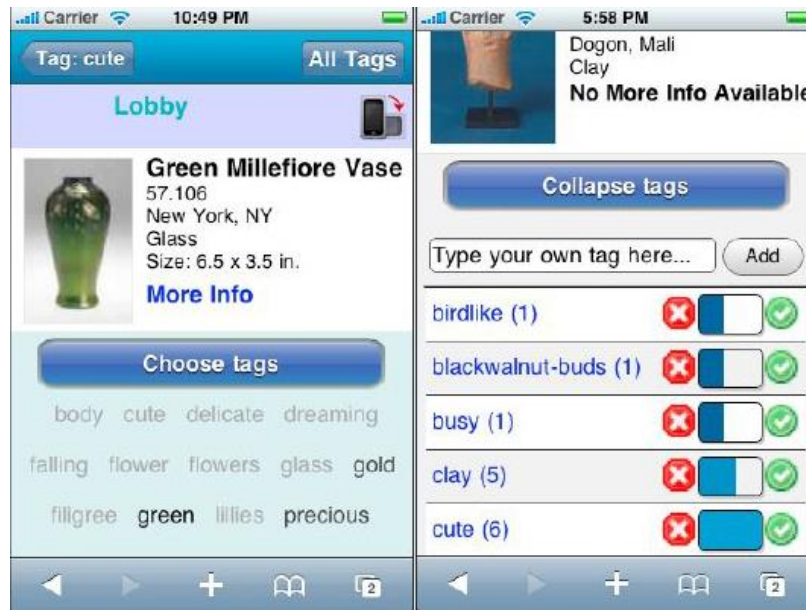 Carrier 10:49 PM
Tag: cute All Tags
Lobby
Green Millefiore Vase
57.106
New York, NY
Glass
Size: 6.5 x 3.5 in.
More Info
Choose tags
body cute delicate dreaming
falling flower flowers glass gold
filigree green lillies precious
2
Carrier 5:58 PM
Dogon, Mali
Clay
No More Info Available
Collapse tags
Type your own tag here... Add
birdlike (1)
blackwalnut-buds (1)
busy (1)
clay (5)
cute (6)
2